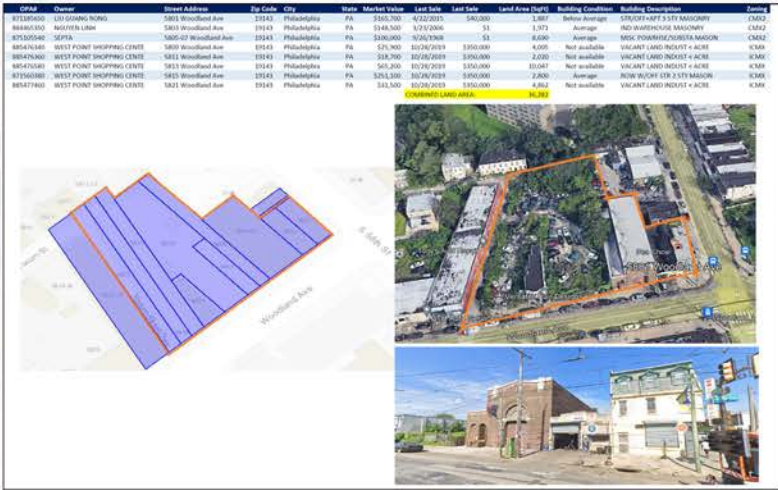 OPA# Owner Street Address Zip Code City State Market Value Last Sale Last Sale Land Area (SqFt) Building Condition Building Description Zoning
871185650 LIU GUANG RONG 5801 Woodland Ave 19143 Philadelphia PA $165,700 4/22/2015 $40,000 1,887 Below Average STR/OFF+APT 3 STY MASONRY CMX2
884465350 NGUYEN LINH 5803 Woodland Ave 19143 Philadelphia PA $148,500 3/23/2006 $1 1,971 Average IND WAREHOUSE MASONRY CMX2
875105540 SEPTA 5805-07 Woodland Ave 19143 Philadelphia PA $100,000 9/26/1968 $1 8,690 Average MISC POWRHSE/SUBSTA MASON CMX2
885476340 WEST POINT SHOPPING CENTE 5809 Woodland Ave 19143 Philadelphia PA $25,900 10/28/2019 $350,000 4,005 Not available VACANT LAND INDUST < ACRE ICMX
885476360 WEST POINT SHOPPING CENTE 5811 Woodland Ave 19143 Philadelphia PA $18,700 10/28/2019 $350,000 2,020 Not available VACANT LAND INDUST < ACRE ICMX
885476580 WEST POINT SHOPPING CENTE 5813 Woodland Ave 19143 Philadelphia PA $65,200 10/28/2019 $350,000 10,047 Not available VACANT LAND INDUST < ACRE ICMX
871560380 WEST POINT SHOPPING CENTE 5815 Woodland Ave 19143 Philadelphia PA $251,100 10/28/2019 $350,000 2,800 Average ROW W/OFF STR 2 STY MASON ICMX
885477460 WEST POINT SHOPPING CENTE 5821 Woodland Ave 19143 Philadelphia PA $31,500 10/28/2019 $350,000 4,862 Not available VACANT LAND INDUST < ACRE ICMX
COMBINED LAND AREA: 36,282
S 58th St
Woodland Ave
Woodland Ave